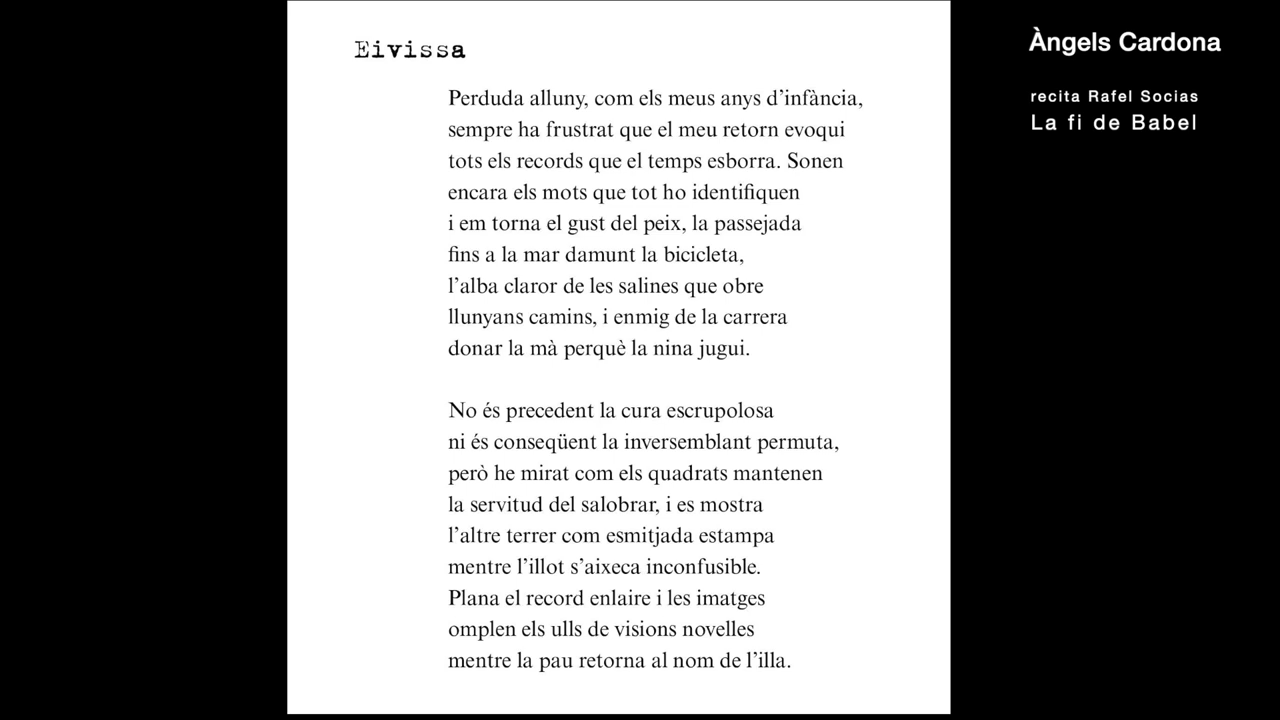 Eivissa
Perduda alluny, com els meus anys d'infància,
sempre ha frustrat que el meu retorn evoqui
tots els records que el temps esborra. Sonen
encara els mots que tot ho identifiquen
i em torna el gust del peix, la passejada
fins a la mar damunt la bicicleta,
l'alba claror de les salines que obre
llunyans camins, i enmig de la carrera
donar la mà perquè la nina jugui.
No és precedent la cura escrupolosa
ni és conseqüent la inversemblant permuta,
però he mirat com els quadrats mantenen
la servitud del salobrar, i es mostra
l'altre terrer com esmitjada estampa
mentre l'illot s'aixeca inconfusible.
Plana el record enlaire i les imatges
omplen els ulls de visions novelles
mentre la pau retorna al nom de l'illa.
Àngels Cardona
recita Rafel Socias
La fi de Babel